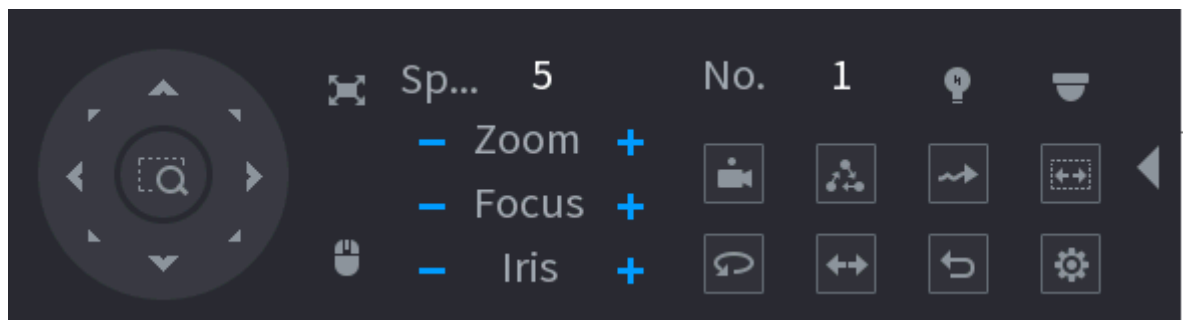 Sp... 5 No. 1
− Zoom +
− Focus +
− Iris +